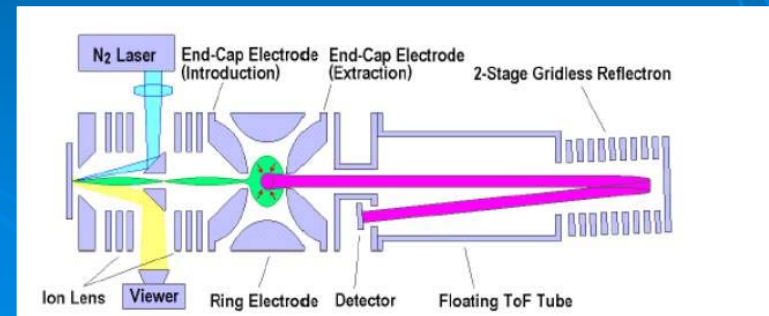 N2 Laser
End-Cap Electrode
(Introduction)
End-Cap Electrode
(Extraction)
2-Stage Gridless Reflectron
Ion Lens
Viewer
Ring Electrode
Detector
Floating ToF Tube